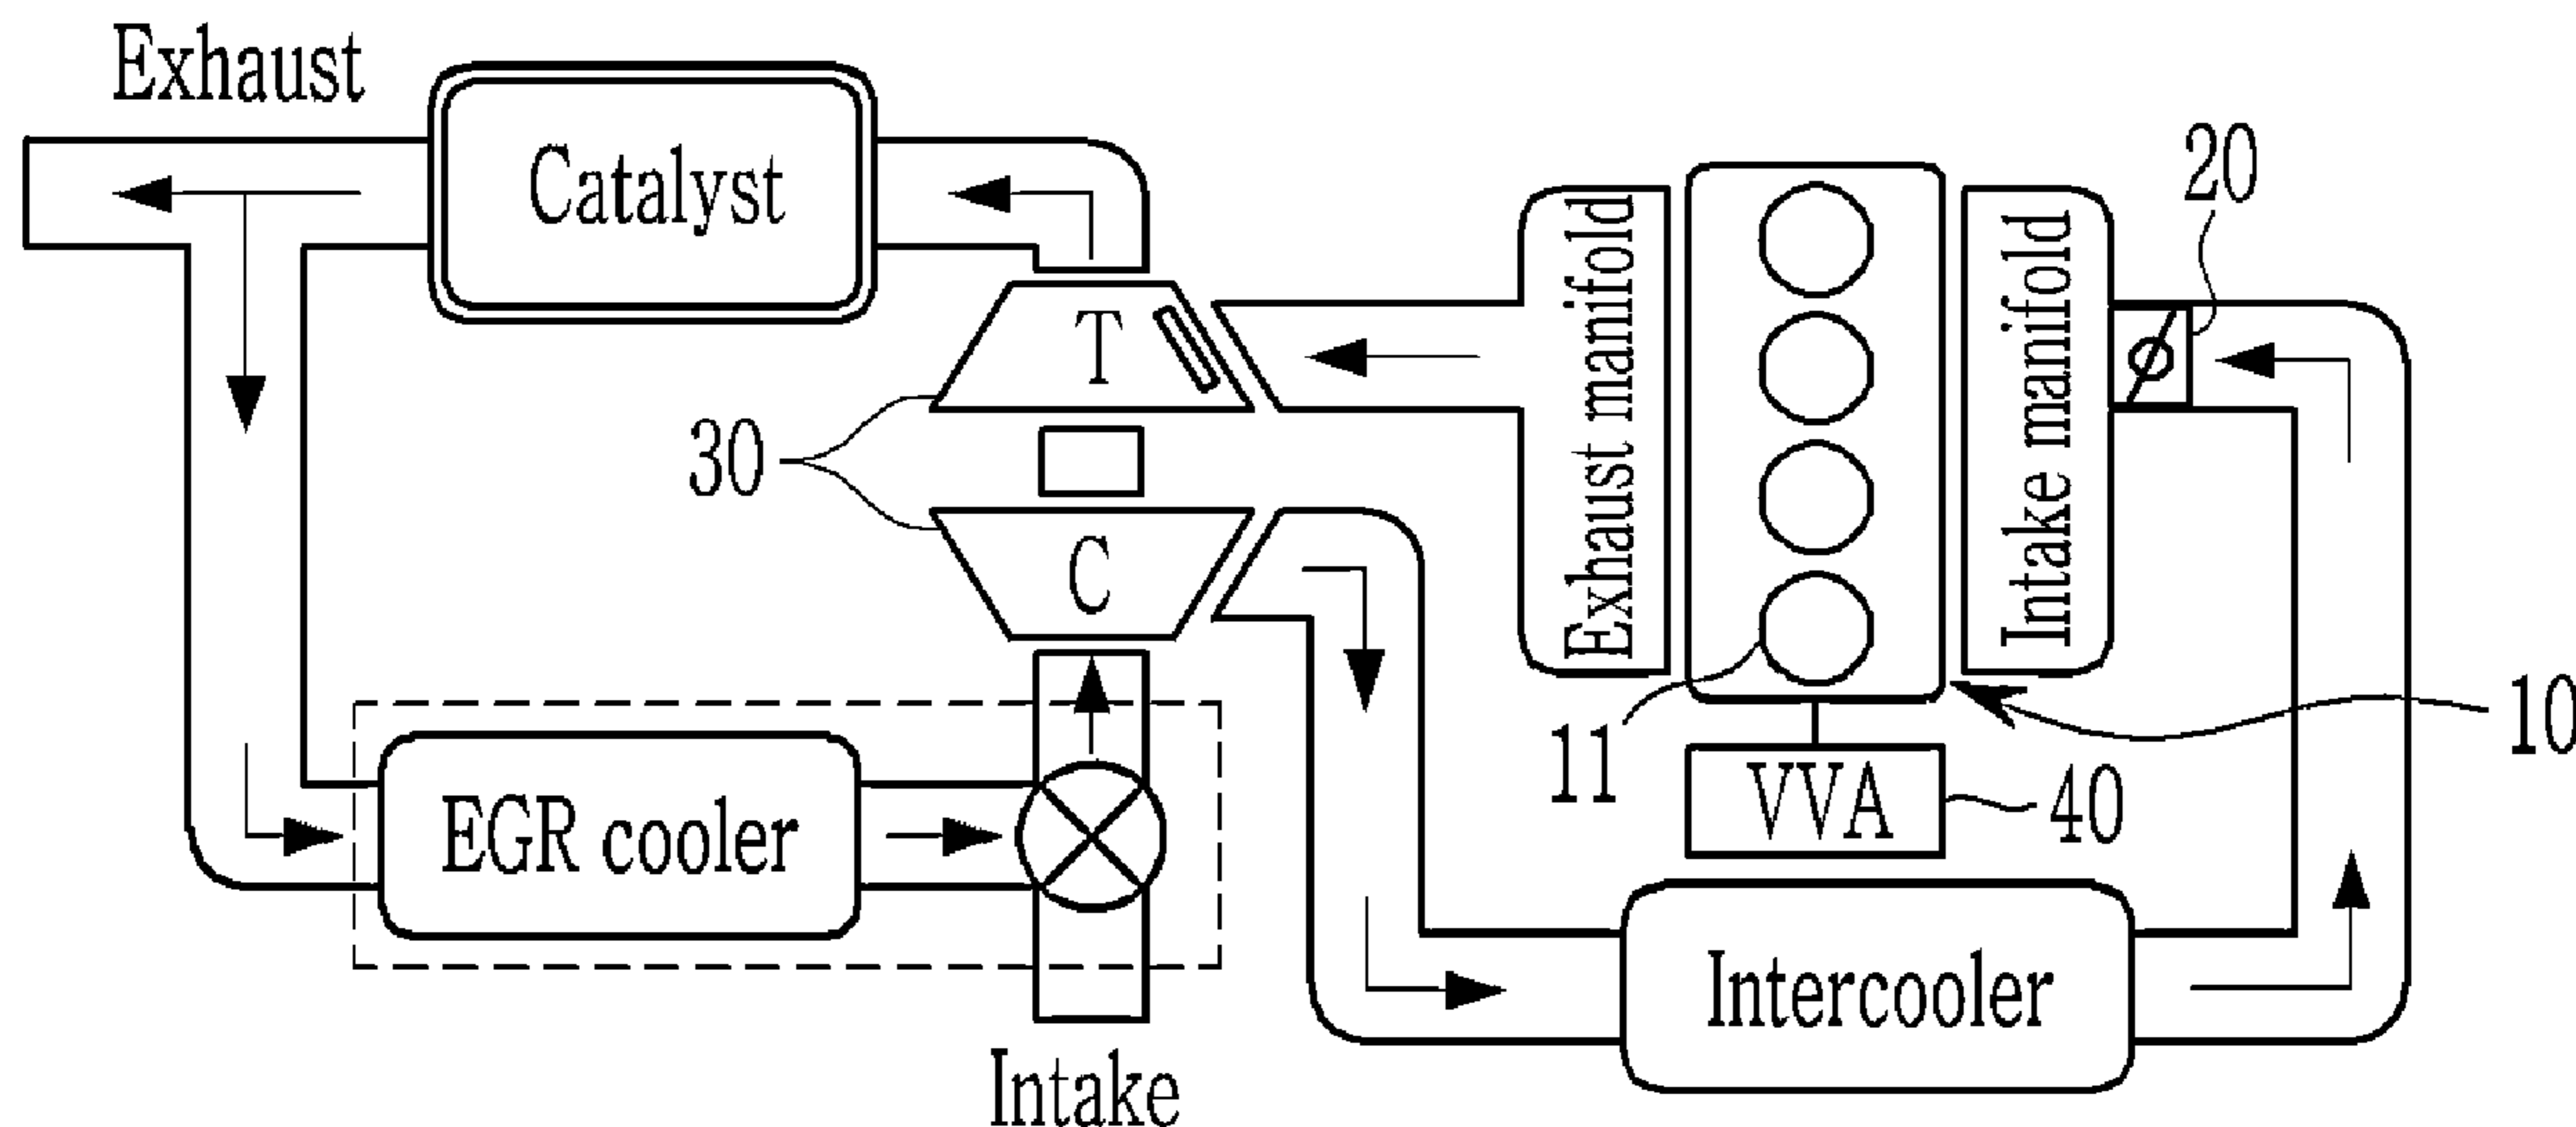 Exhaust
Catalyst
20
T
Exhaust manifold
Intake manifold
30
C
11
10
VVA
40
EGR cooler
Intercooler
Intake